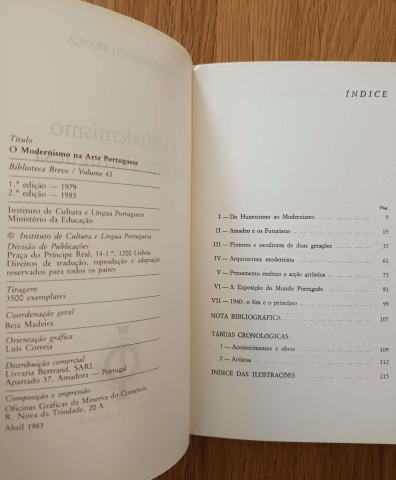 Título
O Modernismo na Arte Portuguesa
Biblioteca Breve / Volume 43
1.ª edição — 1979
2.ª edição — 1983
Instituto de Cultura e Língua Portuguesa
Ministério da Educação
© Instituto de Cultura e Língua Portuguesa
Divisão de Publicações
Praça do Príncipe Real, 14-1.º, 1200 Lisboa
Direitos de tradução, reprodução e adaptação
reservados para todos os países
Tiragem
3500 exemplares
Coordenação geral
Beja Madeira
Orientação gráfica
Luís Correia
Distribuição comercial
Livraria Bertrand, SARL
Apartado 37, Amadora — Portugal
Composição e impressão
Oficinas Gráficas da Minerva do Comércio
R. Nova da Trindade, 20 A
Abril 1983
ÍNDICE
Pág.
I — Do Humorismo ao Modernismo 9
II — Amadeo e os Futuristas 19
III — Pintores e escultores de duas gerações 37
IV — Arquitectura modernista 61
V — Pensamento estético e acção artística 73
VI — A Exposição do Mundo Português 91
VII — 1940: o fim e o princípio 99
NOTA BIBLIOGRÁFICA 107
TÁBUAS CRONOLÓGICAS:
1 — Acontecimentos e obras 109
2 — Artistas 112
ÍNDICE DAS ILUSTRAÇÕES 115